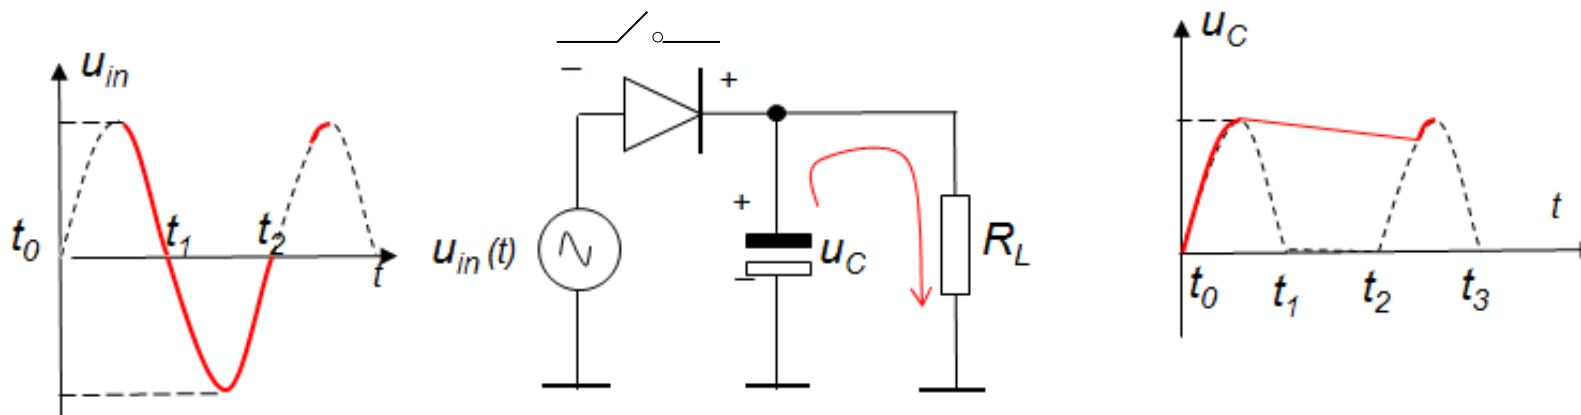 u_in
t_0
t_1
t_2
t
−
+
u_in(t)
+
−
u_C
R_L
u_C
t
t_0
t_1
t_2
t_3